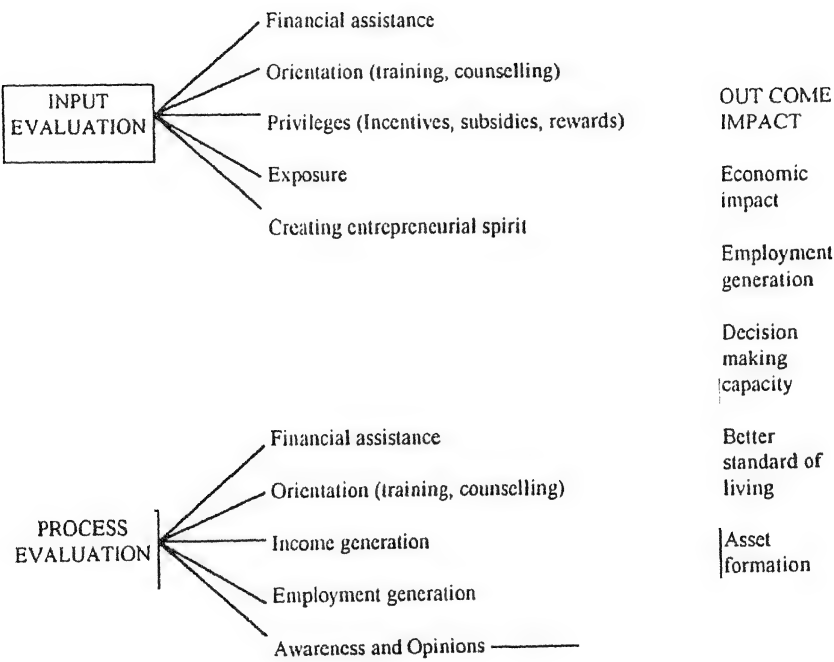 Financial assistance
Orientation (training, counselling)
INPUT
EVALUATION
Privileges (Incentives, subsidies, rewards)
Exposure
Creating entrepreneurial spirit
PROCESS
EVALUATION
Financial assistance
Orientation (training, counselling)
Income generation
Employment generation
Awareness and Opinions
OUT COME
IMPACT
Economic
impact
Employment
generation
Decision
making
capacity
Better
standard of
living
Asset
formation